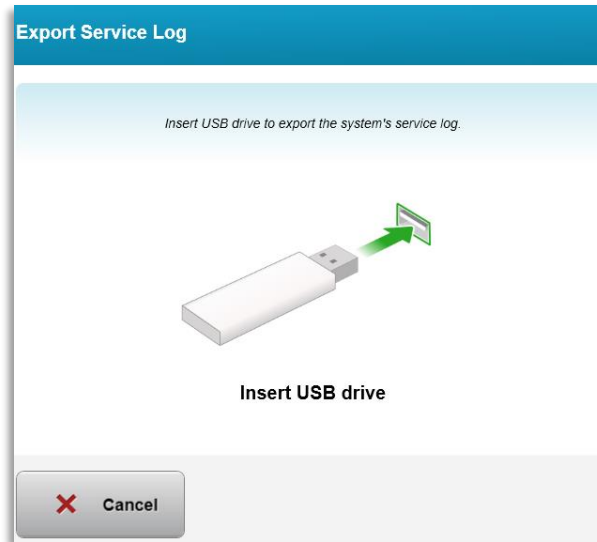 Export Service Log
Insert USB drive to export the system's service log.
Insert USB drive
Cancel